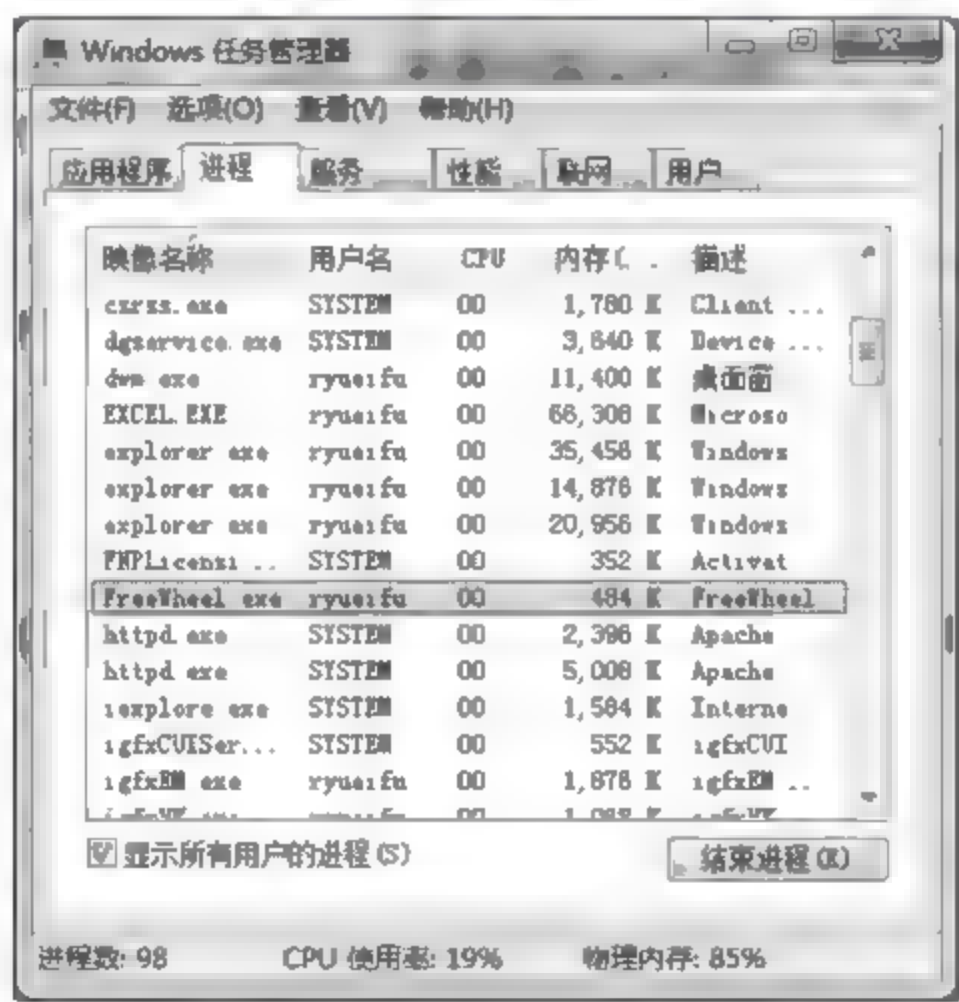 Windows 任务管理器
文件(F) 选项(O) 查看(V) 帮助(H)
应用程序 进程 服务 性能 联网 用户
映像名称 用户名 CPU 内存( . 描述
csrss.exe SYSTEM 00 1,780 K Client ...
dgservice.exe SYSTEM 00 3,640 K Device ...
dwm.exe ryueifu 00 11,400 K 桌面窗
EXCEL.EXE ryueifu 00 66,308 K Microso
explorer.exe ryueifu 00 35,456 K Windows
explorer.exe ryueifu 00 14,876 K Windows
explorer.exe ryueifu 00 20,956 K Windows
FNPLicensi... SYSTEM 00 352 K Activat
FreeWheel.exe ryueifu 00 484 K FreeWheel
httpd.exe SYSTEM 00 2,396 K Apache
httpd.exe SYSTEM 00 5,008 K Apache
iexplore.exe SYSTEM 00 1,584 K Interne
igfxCUISer... SYSTEM 00 552 K igfxCUI
igfxEM.exe ryueifu 00 1,876 K igfxEM ..
显示所有用户的进程(S) 结束进程(E)
进程数: 98 CPU 使用率: 19% 物理内存: 85%